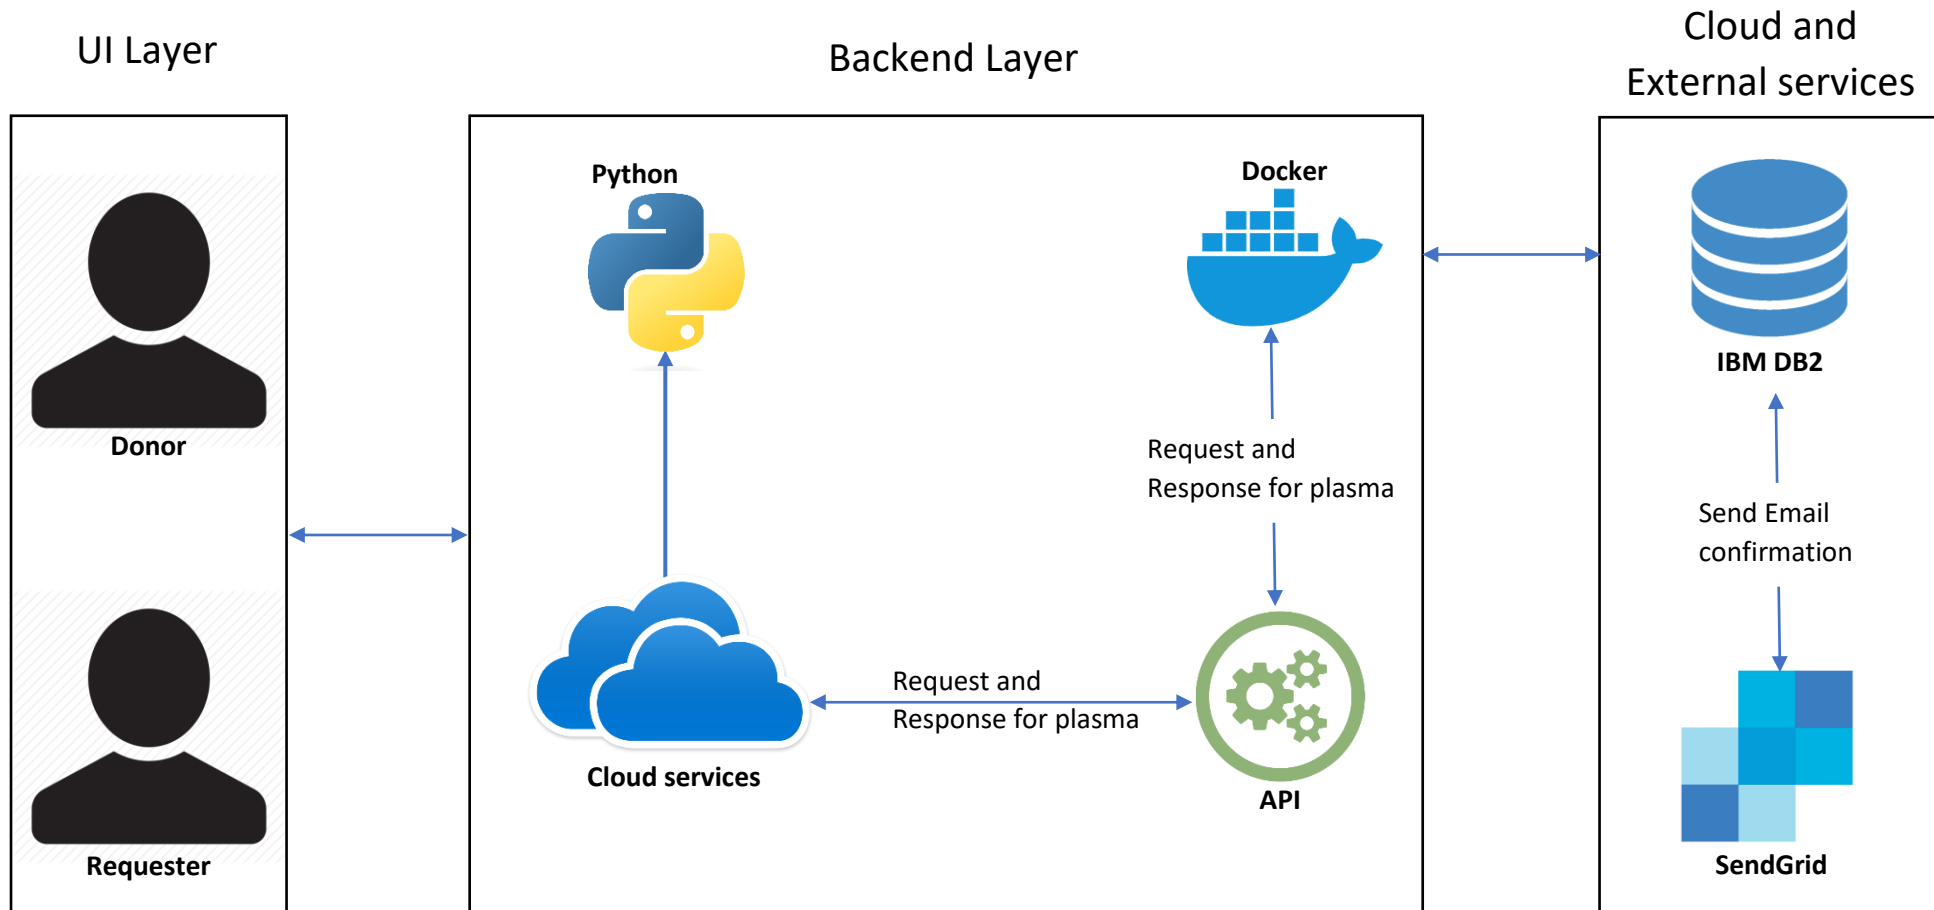 UI Layer
Backend Layer
Cloud and
External services
Donor
Requester
Python
Docker
Request and
Response for plasma
Request and
Response for plasma
Cloud services
API
IBM DB2
Send Email
confirmation
SendGrid